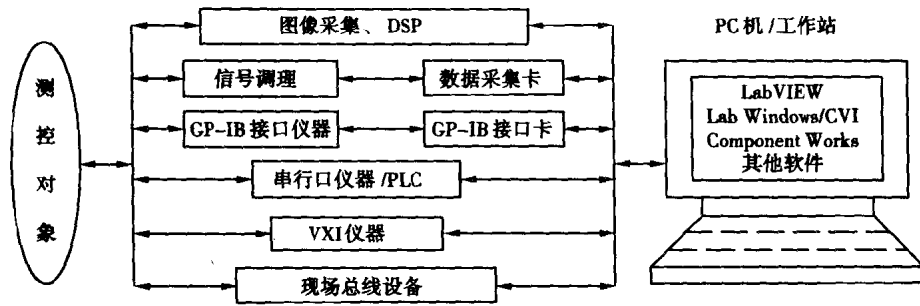 图像采集、DSP
PC机/工作站
信号调理
数据采集卡
GP-IB接口仪器
GP-IB接口卡
串行口仪器/PLC
VXI仪器
现场总线设备
测控对象
LabVIEW
Lab Windows/CVI
Component Works
其他软件